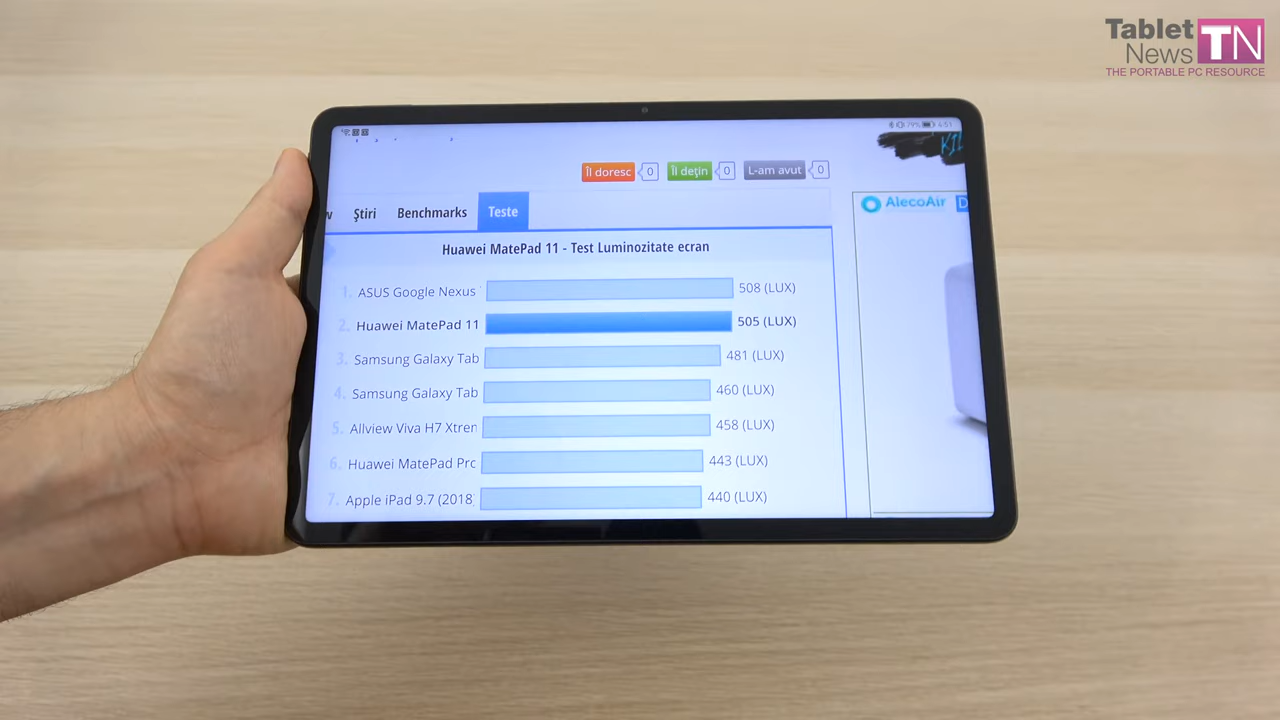 Tablet
News TN
THE PORTABLE PC RESOURCE
79% 4:51
Îl doresc 0 Îl dețin 0 L-am avut 0
w Știri Benchmarks Teste
AlecoAir D
Huawei MatePad 11 - Test Luminozitate ecran
1. ASUS Google Nexus 508 (LUX)
2. Huawei MatePad 11 505 (LUX)
3. Samsung Galaxy Tab 481 (LUX)
4. Samsung Galaxy Tab 460 (LUX)
5. Allview Viva H7 Xtren 458 (LUX)
6. Huawei MatePad Prc 443 (LUX)
7. Apple iPad 9.7 (2018 440 (LUX)